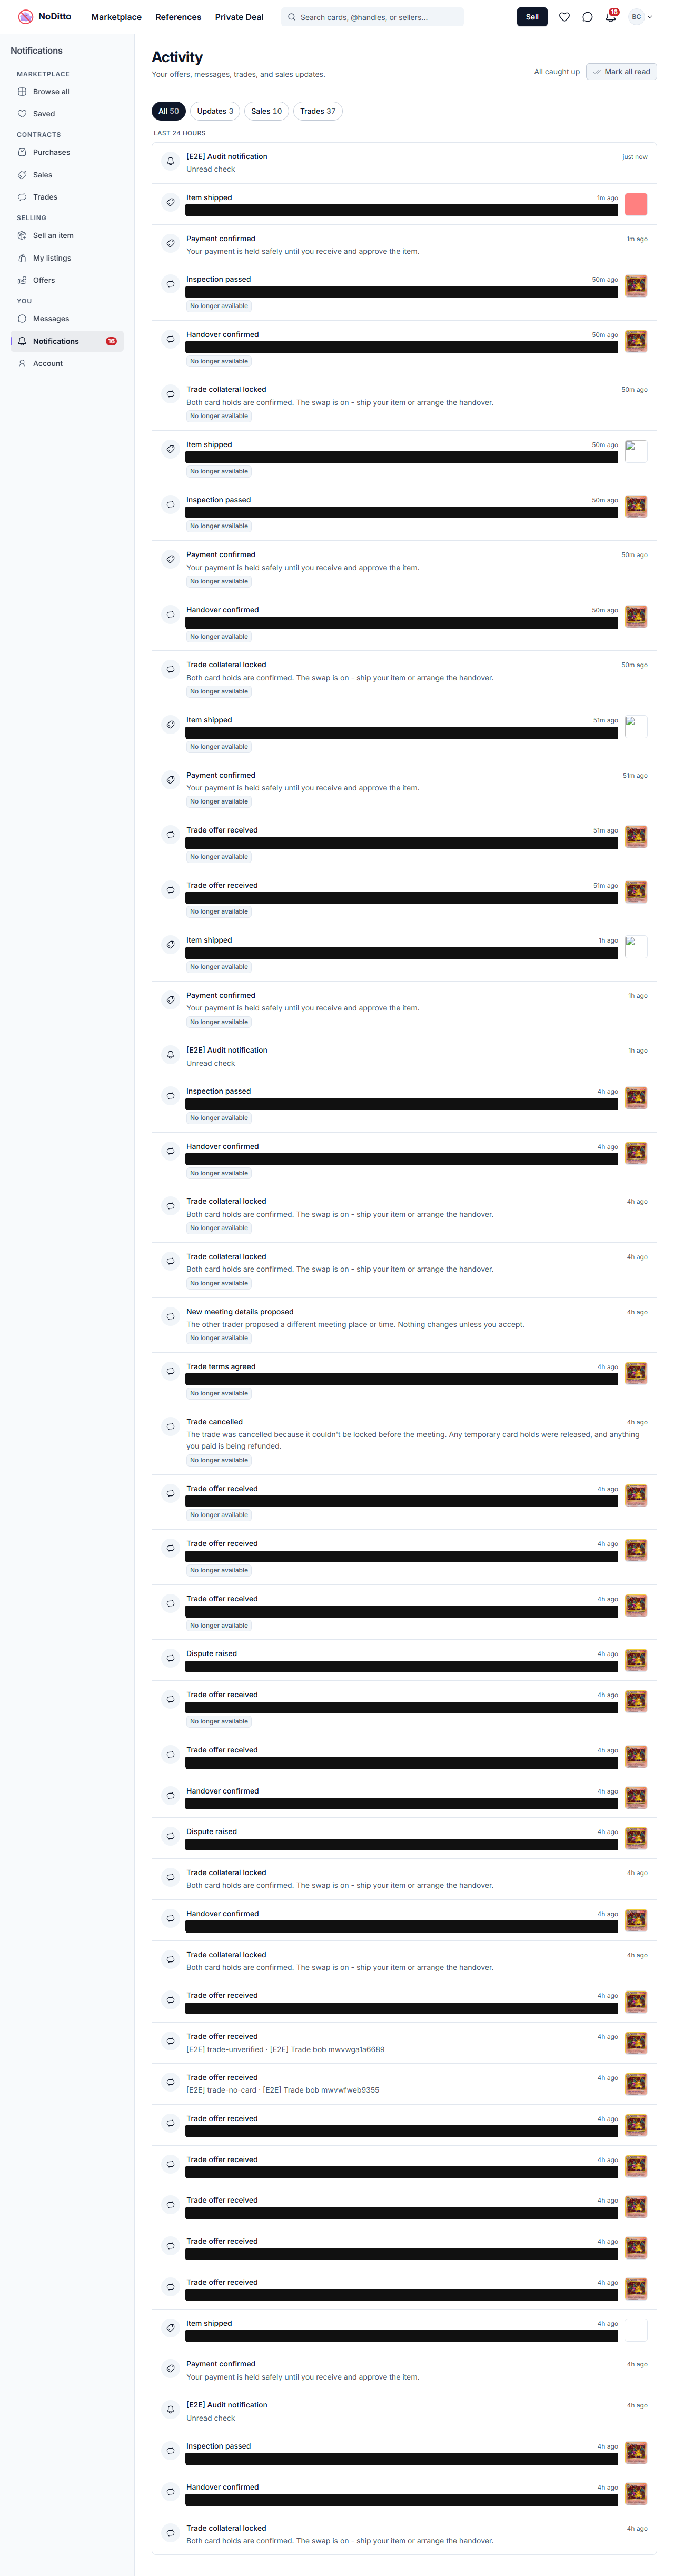 NoDitto
Marketplace
References
Private Deal
Search cards, @handles, or sellers...
Sell
16
BC
Notifications
MARKETPLACE
Browse all
Saved
CONTRACTS
Purchases
Sales
Trades
SELLING
Sell an item
My listings
Offers
YOU
Messages
Notifications 16
Account
Activity
Your offers, messages, trades, and sales updates.
All caught up
Mark all read
All 50
Updates 3
Sales 10
Trades 37
LAST 24 HOURS
[E2E] Audit notification just now
Unread check
Item shipped 1m ago
Payment confirmed 1m ago
Your payment is held safely until you receive and approve the item.
Inspection passed 50m ago
No longer available
Handover confirmed 50m ago
No longer available
Trade collateral locked 50m ago
Both card holds are confirmed. The swap is on - ship your item or arrange the handover.
No longer available
Item shipped 50m ago
No longer available
Inspection passed 50m ago
No longer available
Payment confirmed 50m ago
Your payment is held safely until you receive and approve the item.
No longer available
Handover confirmed 50m ago
No longer available
Trade collateral locked 50m ago
Both card holds are confirmed. The swap is on - ship your item or arrange the handover.
No longer available
Item shipped 51m ago
No longer available
Payment confirmed 51m ago
Your payment is held safely until you receive and approve the item.
No longer available
Trade offer received 51m ago
No longer available
Trade offer received 51m ago
No longer available
Item shipped 1h ago
No longer available
Payment confirmed 1h ago
Your payment is held safely until you receive and approve the item.
No longer available
[E2E] Audit notification 1h ago
Unread check
Inspection passed 4h ago
No longer available
Handover confirmed 4h ago
No longer available
Trade collateral locked 4h ago
Both card holds are confirmed. The swap is on - ship your item or arrange the handover.
No longer available
Trade collateral locked 4h ago
Both card holds are confirmed. The swap is on - ship your item or arrange the handover.
No longer available
New meeting details proposed 4h ago
The other trader proposed a different meeting place or time. Nothing changes unless you accept.
No longer available
Trade terms agreed 4h ago
No longer available
Trade cancelled 4h ago
The trade was cancelled because it couldn't be locked before the meeting. Any temporary card holds were released, and anything
you paid is being refunded.
No longer available
Trade offer received 4h ago
No longer available
Trade offer received 4h ago
No longer available
Trade offer received 4h ago
No longer available
Dispute raised 4h ago
Trade offer received 4h ago
No longer available
Trade offer received 4h ago
Handover confirmed 4h ago
Dispute raised 4h ago
Trade collateral locked 4h ago
Both card holds are confirmed. The swap is on - ship your item or arrange the handover.
Handover confirmed 4h ago
Trade collateral locked 4h ago
Both card holds are confirmed. The swap is on - ship your item or arrange the handover.
Trade offer received 4h ago
Trade offer received 4h ago
[E2E] trade-unverified · [E2E] Trade bob mwvwga1a6689
Trade offer received 4h ago
[E2E] trade-no-card · [E2E] Trade bob mwvwfweb9355
Trade offer received 4h ago
Trade offer received 4h ago
Trade offer received 4h ago
Trade offer received 4h ago
Trade offer received 4h ago
Item shipped 4h ago
Payment confirmed 4h ago
Your payment is held safely until you receive and approve the item.
[E2E] Audit notification 4h ago
Unread check
Inspection passed 4h ago
Handover confirmed 4h ago
Trade collateral locked 4h ago
Both card holds are confirmed. The swap is on - ship your item or arrange the handover.